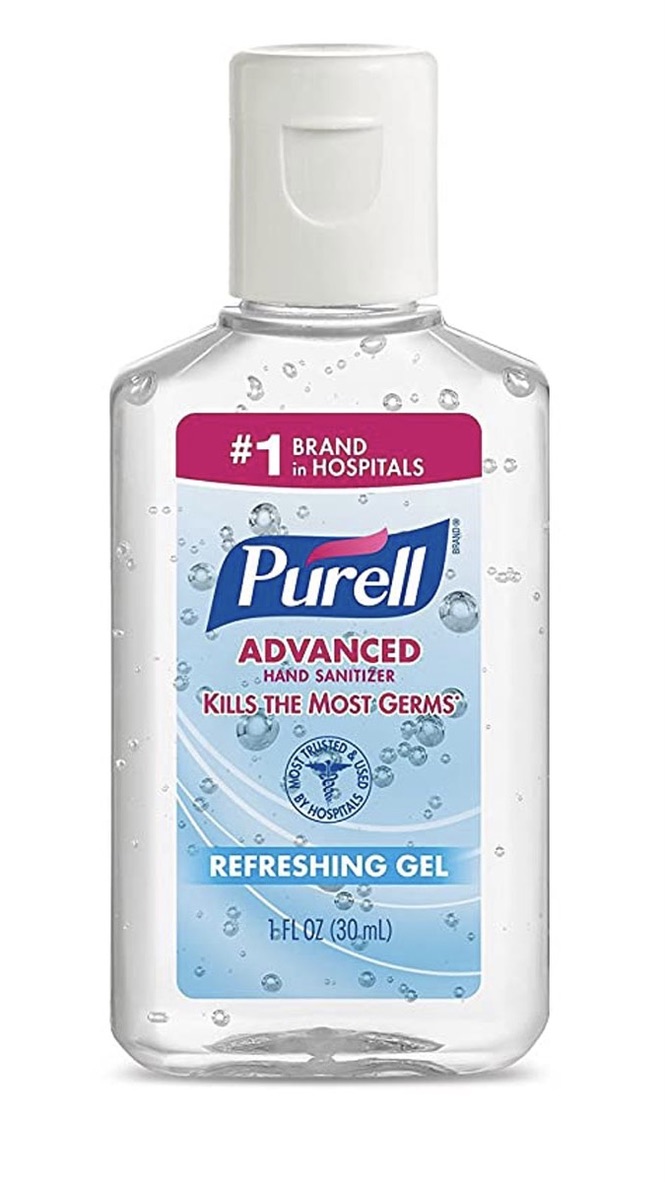 #1 BRAND
in HOSPITALS
Purell
BRAND®
ADVANCED
HAND SANITIZER
KILLS THE MOST GERMS*
MOST TRUSTED & USED
BY HOSPITALS
REFRESHING GEL
1 FL OZ (30 mL)